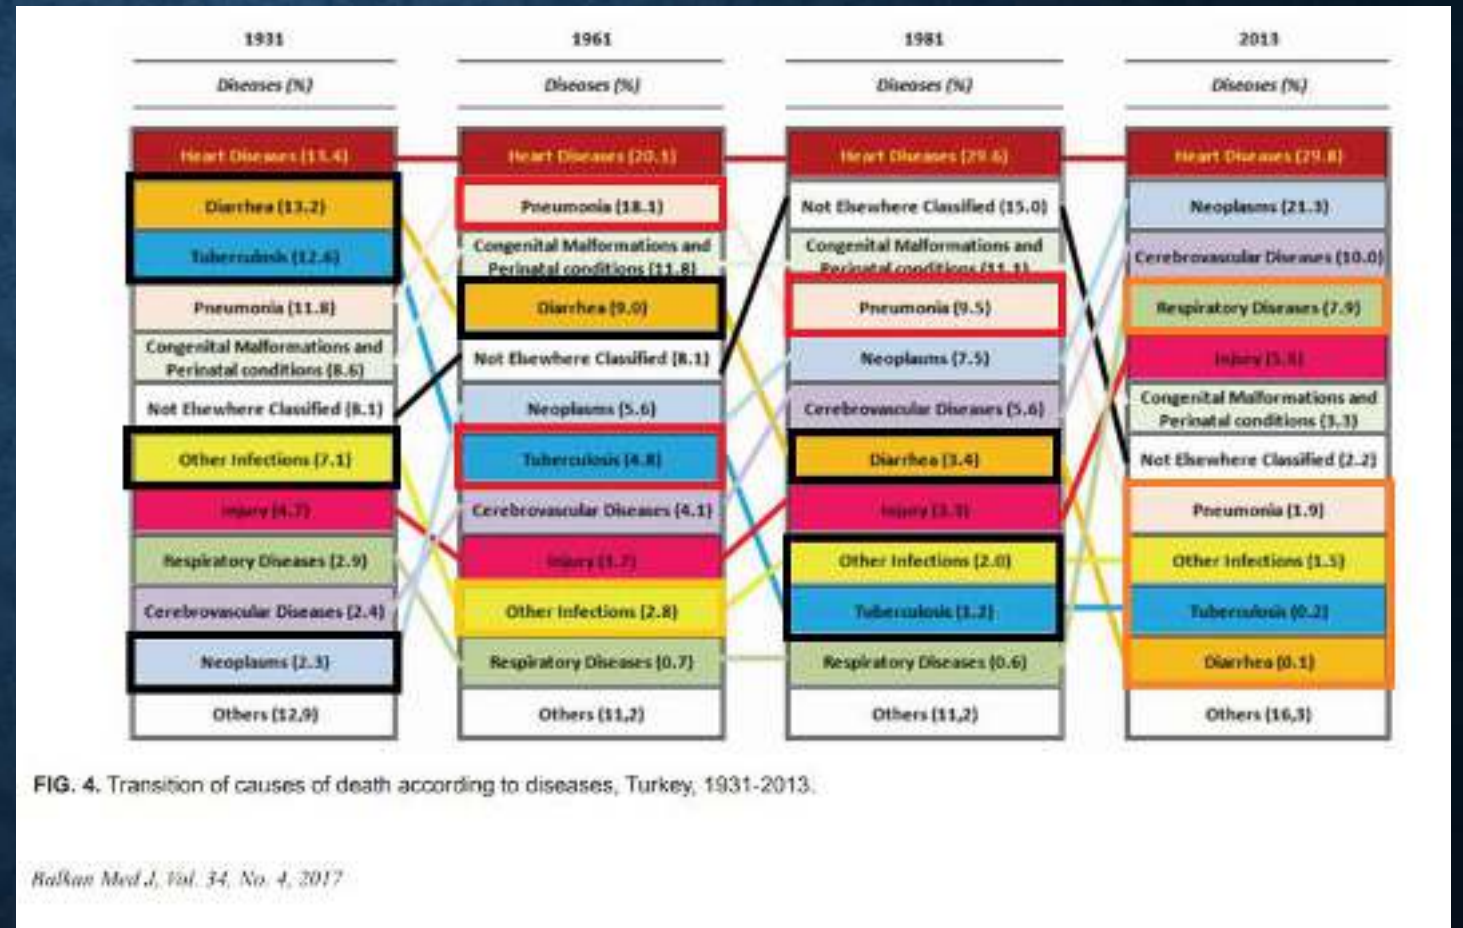 1931
Diseases (%)
Heart Diseases (13.4)
Diarrhea (13.2)
Tuberculosis (12.6)
Pneumonia (11.8)
Congenital Malformations and
Perinatal conditions (8.6)
Not Elsewhere Classified (8.1)
Other Infections (7.1)
Injury (4.7)
Respiratory Diseases (2.9)
Cerebrovascular Diseases (2.4)
Neoplasms (2.3)
Others (12,9)
1961
Diseases (%)
Heart Diseases (20.1)
Pneumonia (18.1)
Congenital Malformations and
Perinatal conditions (11.8)
Diarrhea (9.0)
Not Elsewhere Classified (8.1)
Neoplasms (5.6)
Tuberculosis (4.8)
Cerebrovascular Diseases (4.1)
Injury (3.7)
Other Infections (2.8)
Respiratory Diseases (0.7)
Others (11,2)
1981
Diseases (%)
Heart Diseases (29.6)
Not Elsewhere Classified (15.0)
Congenital Malformations and
Perinatal conditions (11.1)
Pneumonia (9.5)
Neoplasms (7.5)
Cerebrovascular Diseases (5.6)
Diarrhea (3.4)
Injury (3.3)
Other Infections (2.0)
Tuberculosis (1.2)
Respiratory Diseases (0.6)
Others (11,2)
2013
Diseases (%)
Heart Diseases (29.8)
Neoplasms (21.3)
Cerebrovascular Diseases (10.0)
Respiratory Diseases (7.9)
Injury (5.5)
Congenital Malformations and
Perinatal conditions (3.3)
Not Elsewhere Classified (2.2)
Pneumonia (1.9)
Other Infections (1.5)
Tuberculosis (0.2)
Diarrhea (0.1)
Others (16,3)
FIG. 4. Transition of causes of death according to diseases, Turkey, 1931-2013.
Balkan Med J, Vol. 34, No. 4, 2017